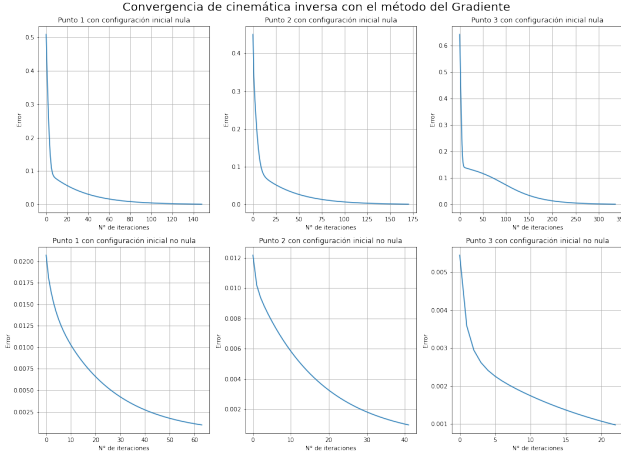 Convergencia de cinemática inversa con el método del Gradiente
Punto 1 con configuración inicial nula
Error
0.5
0.4
0.3
0.2
0.1
0.0
0 20 40 60 80 100 120 140
N° de iteraciones
Punto 2 con configuración inicial nula
Error
0.4
0.3
0.2
0.1
0.0
0 25 50 75 100 125 150 175
N° de iteraciones
Punto 3 con configuración inicial nula
Error
0.6
0.5
0.4
0.3
0.2
0.1
0.0
0 50 100 150 200 250 300 35
N° de iteraciones
Punto 1 con configuración inicial no nula
Error
0.0200
0.0175
0.0150
0.0125
0.0100
0.0075
0.0050
0.0025
0 10 20 30 40 50 60
N° de iteraciones
Punto 2 con configuración inicial no nula
Error
0.012
0.010
0.008
0.006
0.004
0.002
0 10 20 30 40
N° de iteraciones
Punto 3 con configuración inicial no nula
Error
0.005
0.004
0.003
0.002
0.001
0 5 10 15 20
N° de iteraciones